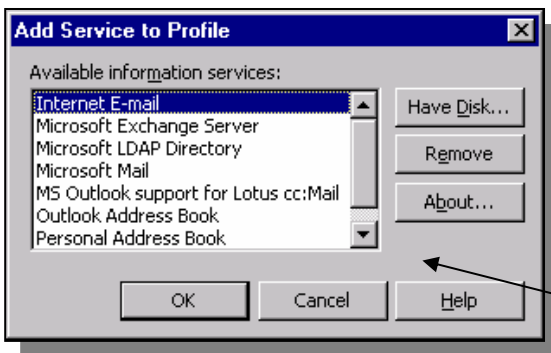 Add Service to Profile
Available information services:
Internet E-mail
Microsoft Exchange Server
Microsoft LDAP Directory
Microsoft Mail
MS Outlook support for Lotus cc:Mail
Outlook Address Book
Personal Address Book
Have Disk...
Remove
About...
OK
Cancel
Help